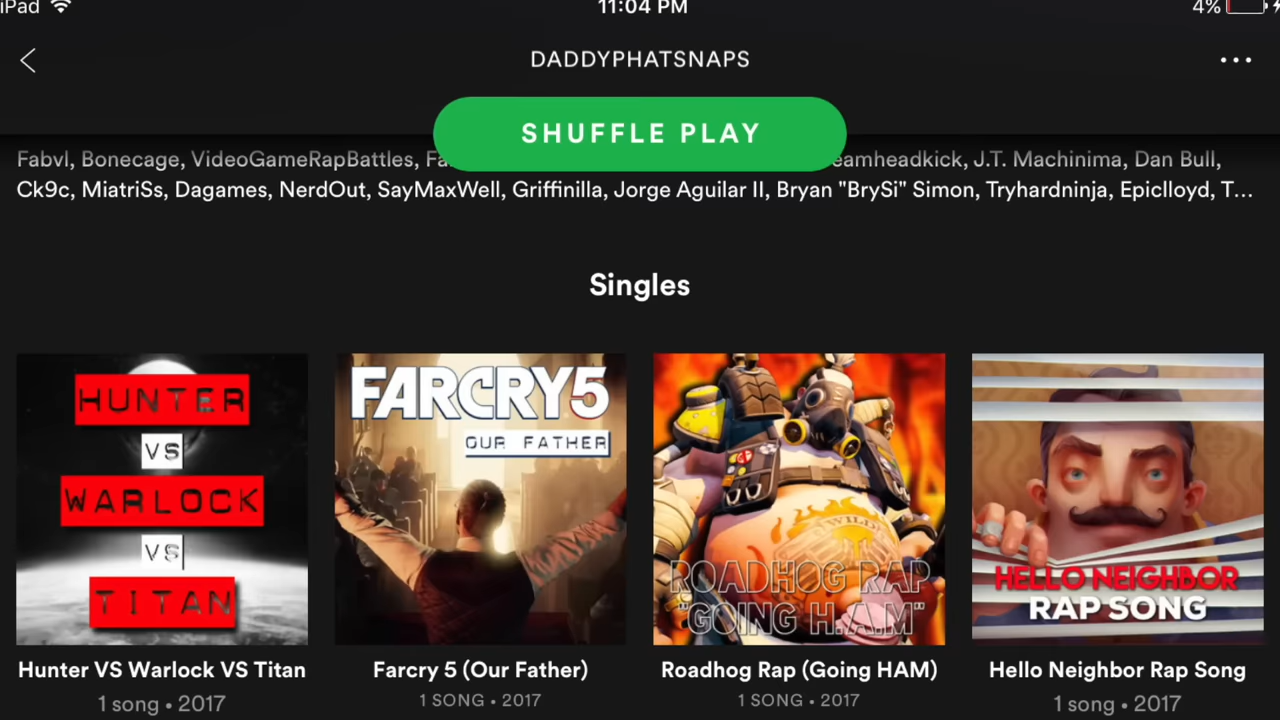 iPad 11:04 PM 4%
DADDYPHATSNAPS
SHUFFLE PLAY
Fabvl, Bonecage, VideoGameRapBattles, J.T. Machinima, Dan Bull,
Ck9c, MiatriSs, Dagames, NerdOut, SayMaxWell, Griffinilla, Jorge Aguilar II, Bryan "BrySi" Simon, Tryhardninja, Epiclloyd, T...
Singles
HUNTER
VS
WARLOCK
VS
TITAN
FARCRY5
OUR FATHER
WILD
ROADHOG RAP
"GOING H.A.M"
HELLO NEIGHBOR
RAP SONG
Hunter VS Warlock VS Titan Farcry 5 (Our Father) Roadhog Rap (Going HAM) Hello Neighbor Rap Song
1 song • 2017 1 SONG • 2017 1 SONG • 2017 1 song • 2017